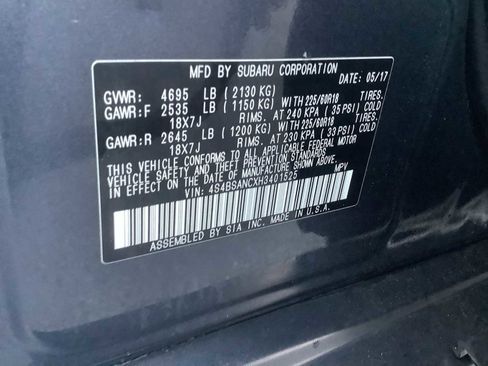 MFD BY SUBARU CORPORATION
DATE: 05/17
GVWR: 4695 LB (2130 KG)
GAWR:F 2535 LB (1150 KG) WITH 225/60R18 TIRES,
18X7J RIMS. AT 240 KPA (35 PSI) COLD
GAWR:R 2645 LB (1200 KG) WITH 225/60R18 TIRES,
18X7J RIMS. AT 230 KPA (33 PSI) COLD
THIS VEHICLE CONFORMS TO ALL APPLICABLE FEDERAL MOTOR
VEHICLE SAFETY AND THEFT PREVENTION STANDARDS
IN EFFECT ON THE DATE OF MANUFACTURE SHOWN ABOVE.
VIN: 4S4BSANCXH3401525 MPV
ASSEMBLED BY SIA INC. MADE IN U.S.A.